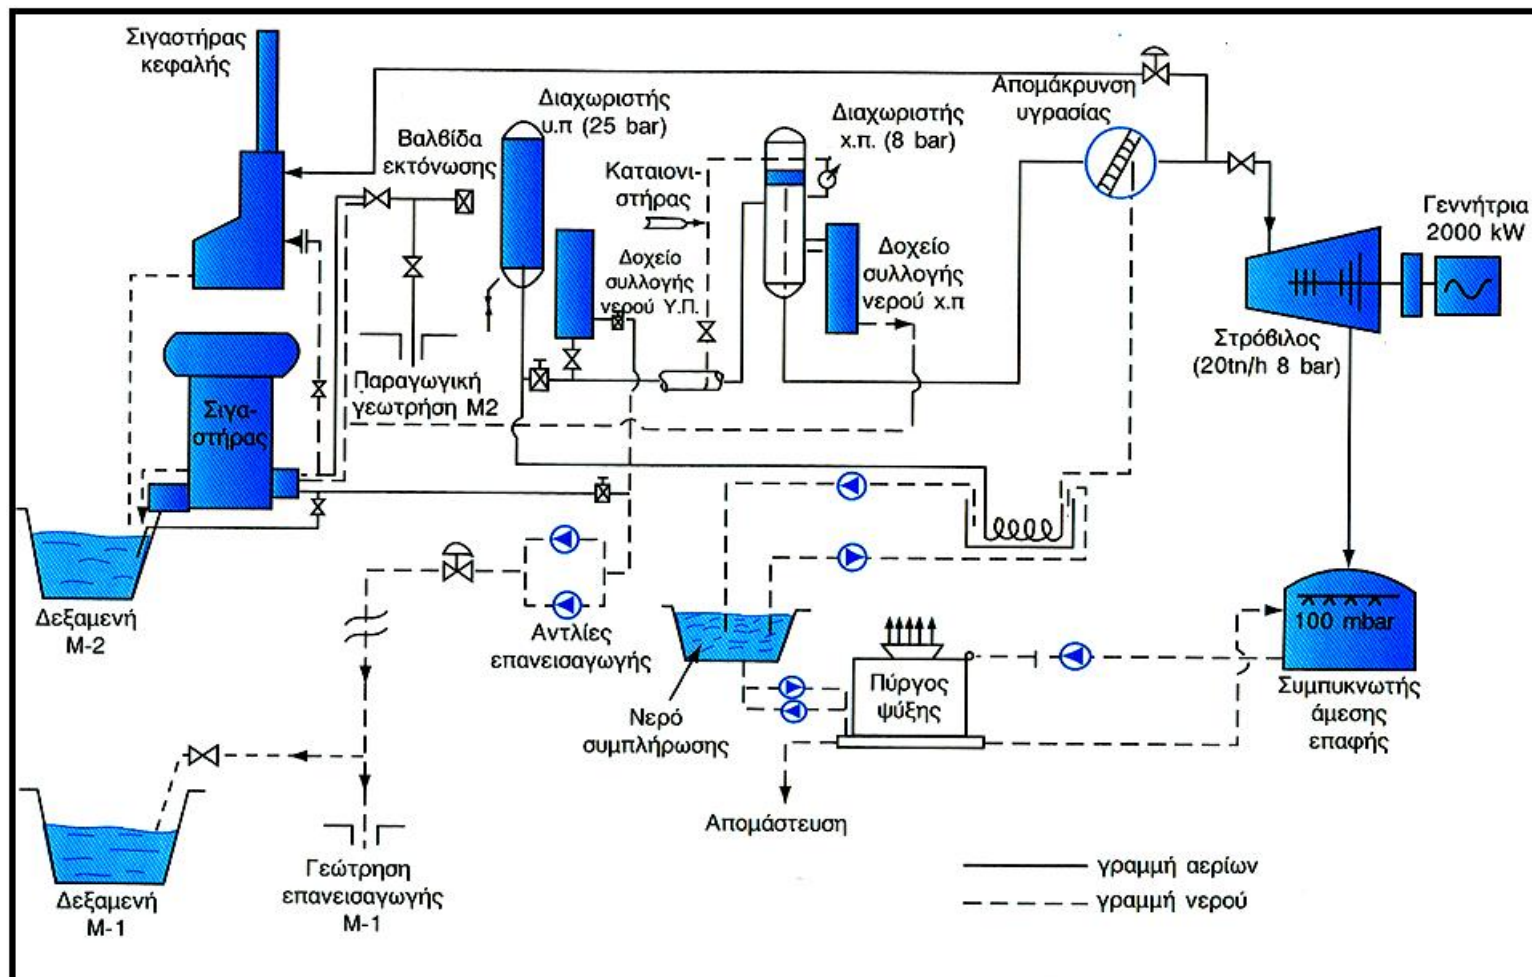 Σιγαστήρας
κεφαλής
Βαλβίδα
εκτόνωσης
Διαχωριστής
υ.π (25 bar)
Καταιονι-
στήρας
Διαχωριστής
χ.π. (8 bar)
Απομάκρυνση
υγρασίας
Γεννήτρια
2000 kW
Δοχείο
συλλογής
νερού Υ.Π.
Δοχείο
συλλογής
νερού χ.π
Στρόβιλος
(20tn/h 8 bar)
Παραγωγική
γεωτρήση Μ2
Σιγα-
στήρας
Δεξαμενή
Μ-2
Αντλίες
επανεισαγωγής
Νερό
συμπλήρωσης
Πύργος
ψύξης
100 mbar
Συμπυκνωτής
άμεσης
επαφής
Απομάστευση
Δεξαμενή
Μ-1
Γεώτρηση
επανεισαγωγής
Μ-1
γραμμή αερίων
γραμμή νερού